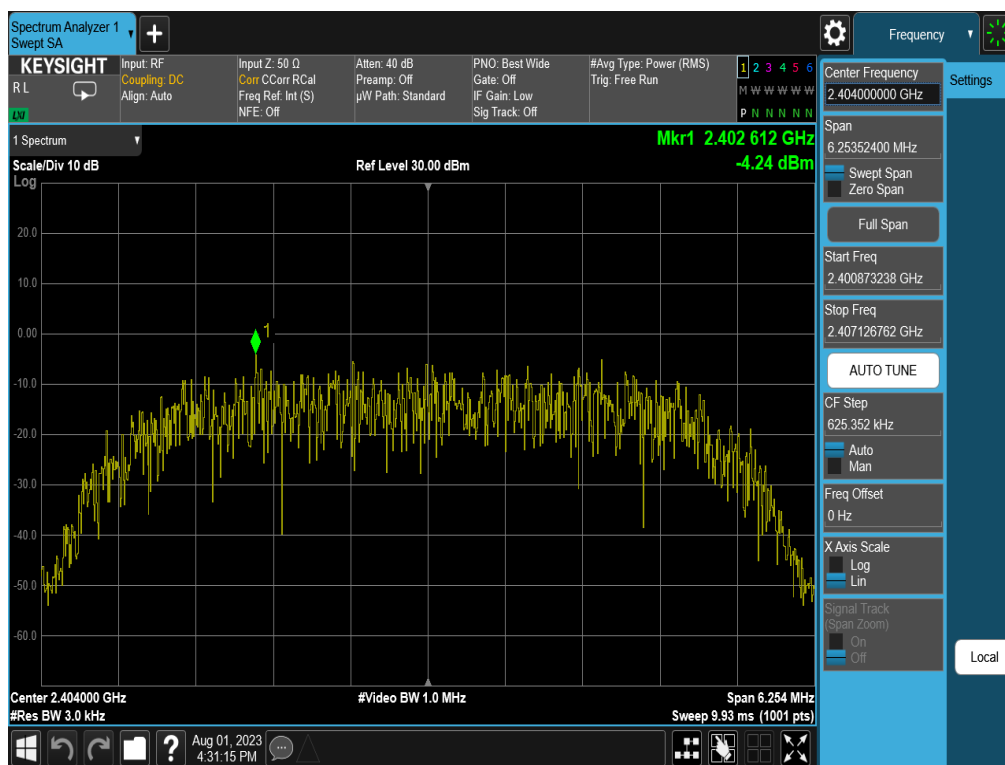 Spectrum Analyzer 1
Swept SA
Frequency
KEYSIGHT
R L
LXI
Input: RF
Coupling: DC
Align: Auto
Input Z: 50 Ω
Corr CCorr RCal
Freq Ref: Int (S)
NFE: Off
Atten: 40 dB
Preamp: Off
µW Path: Standard
PNO: Best Wide
Gate: Off
IF Gain: Low
Sig Track: Off
#Avg Type: Power (RMS)
Trig: Free Run
1 2 3 4 5 6
M W W W W W
P N N N N N
1 Spectrum
Scale/Div 10 dB
Log
Ref Level 30.00 dBm
Mkr1 2.402 612 GHz
-4.24 dBm
20.0
10.0
0.00
-10.0
-20.0
-30.0
-40.0
-50.0
-60.0
1
Center 2.404000 GHz
#Res BW 3.0 kHz
#Video BW 1.0 MHz
Span 6.254 MHz
Sweep 9.93 ms (1001 pts)
Center Frequency
2.404000000 GHz
Span
6.25352400 MHz
Swept Span
Zero Span
Full Span
Start Freq
2.400873238 GHz
Stop Freq
2.407126762 GHz
AUTO TUNE
CF Step
625.352 kHz
Auto
Man
Freq Offset
0 Hz
X Axis Scale
Log
Lin
Signal Track
(Span Zoom)
On
Off
Settings
Local
?
Aug 01, 2023
4:31:15 PM